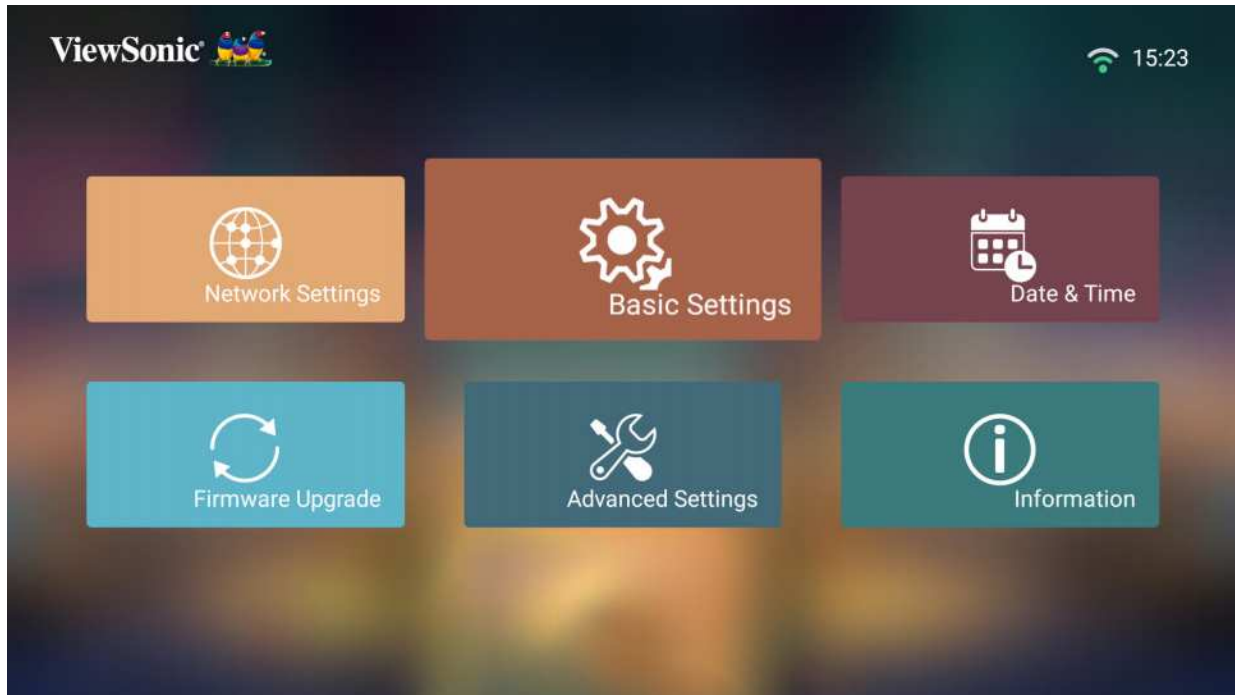 ViewSonic
15:23
Network Settings
Basic Settings
Date & Time
Firmware Upgrade
Advanced Settings
Information